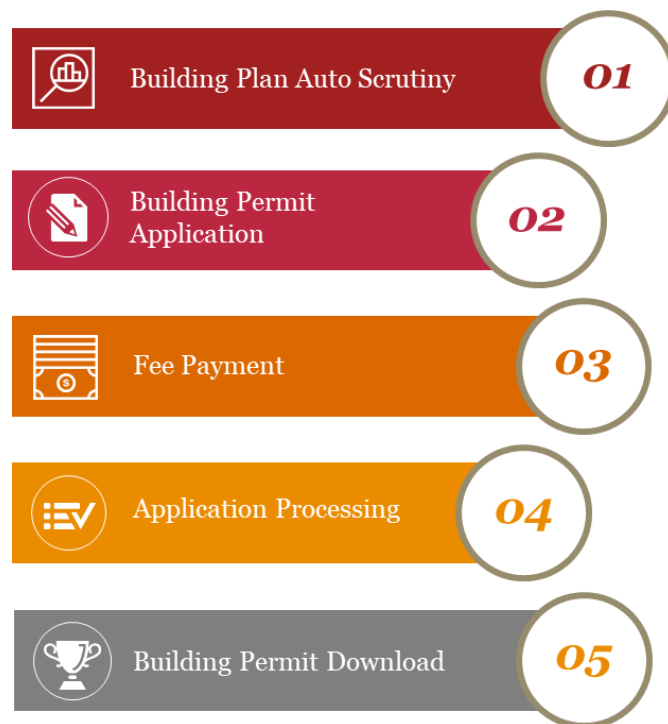 Building Plan Auto Scrutiny
01
Building Permit
Application
02
Fee Payment
03
Application Processing
04
Building Permit Download
05